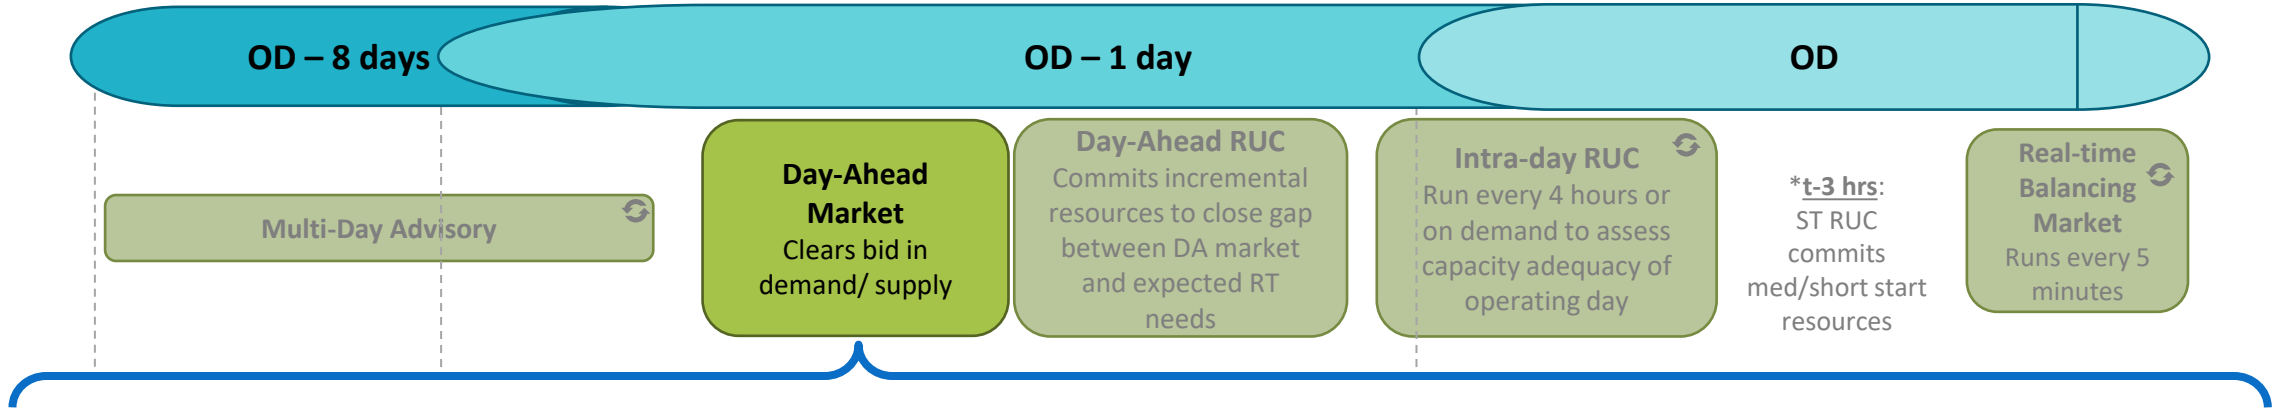 OD – 8 days
OD – 1 day
OD
Multi-Day Advisory
Day-Ahead
Market
Clears bid in
demand/ supply
Day-Ahead RUC
Commits incremental
resources to close gap
between DA market
and expected RT
needs
Intra-day RUC
Run every 4 hours or
on demand to assess
capacity adequacy of
operating day
*t-3 hrs:
ST RUC
commits
med/short start
resources
Real-time
Balancing
Market
Runs every 5
minutes